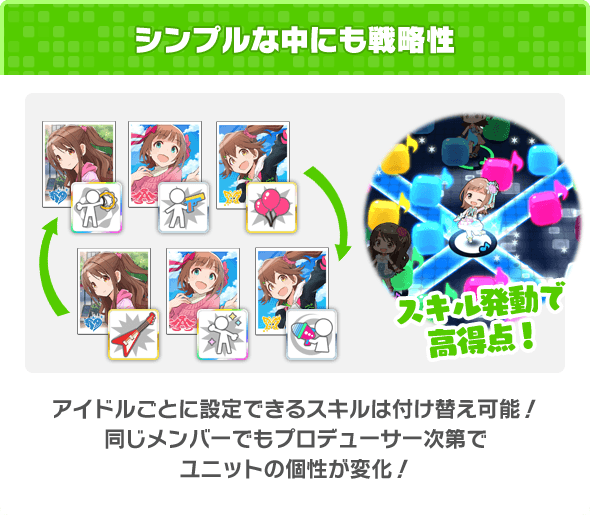 シンプルな中にも戦略性
スキル発動で
高得点！
アイドルごとに設定できるスキルは付け替え可能！
同じメンバーでもプロデューサー次第で
ユニットの個性が変化！